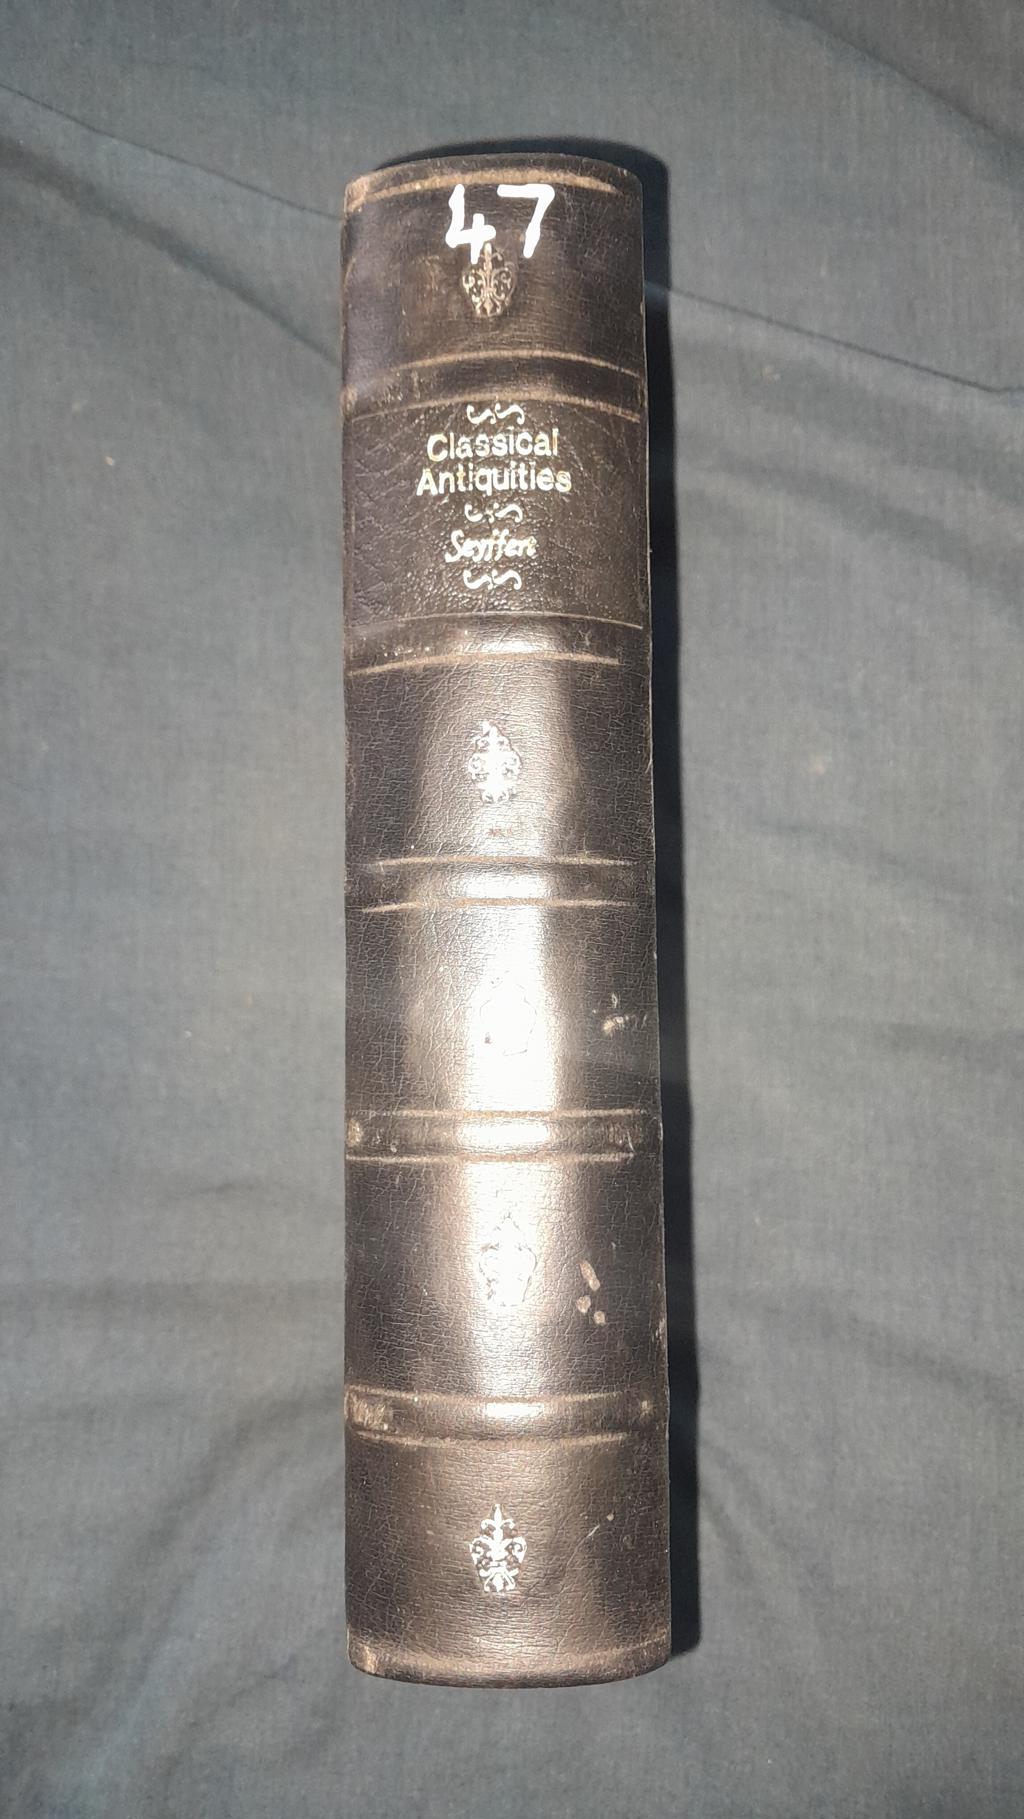 47
Classical
Antiquities
Seyffert